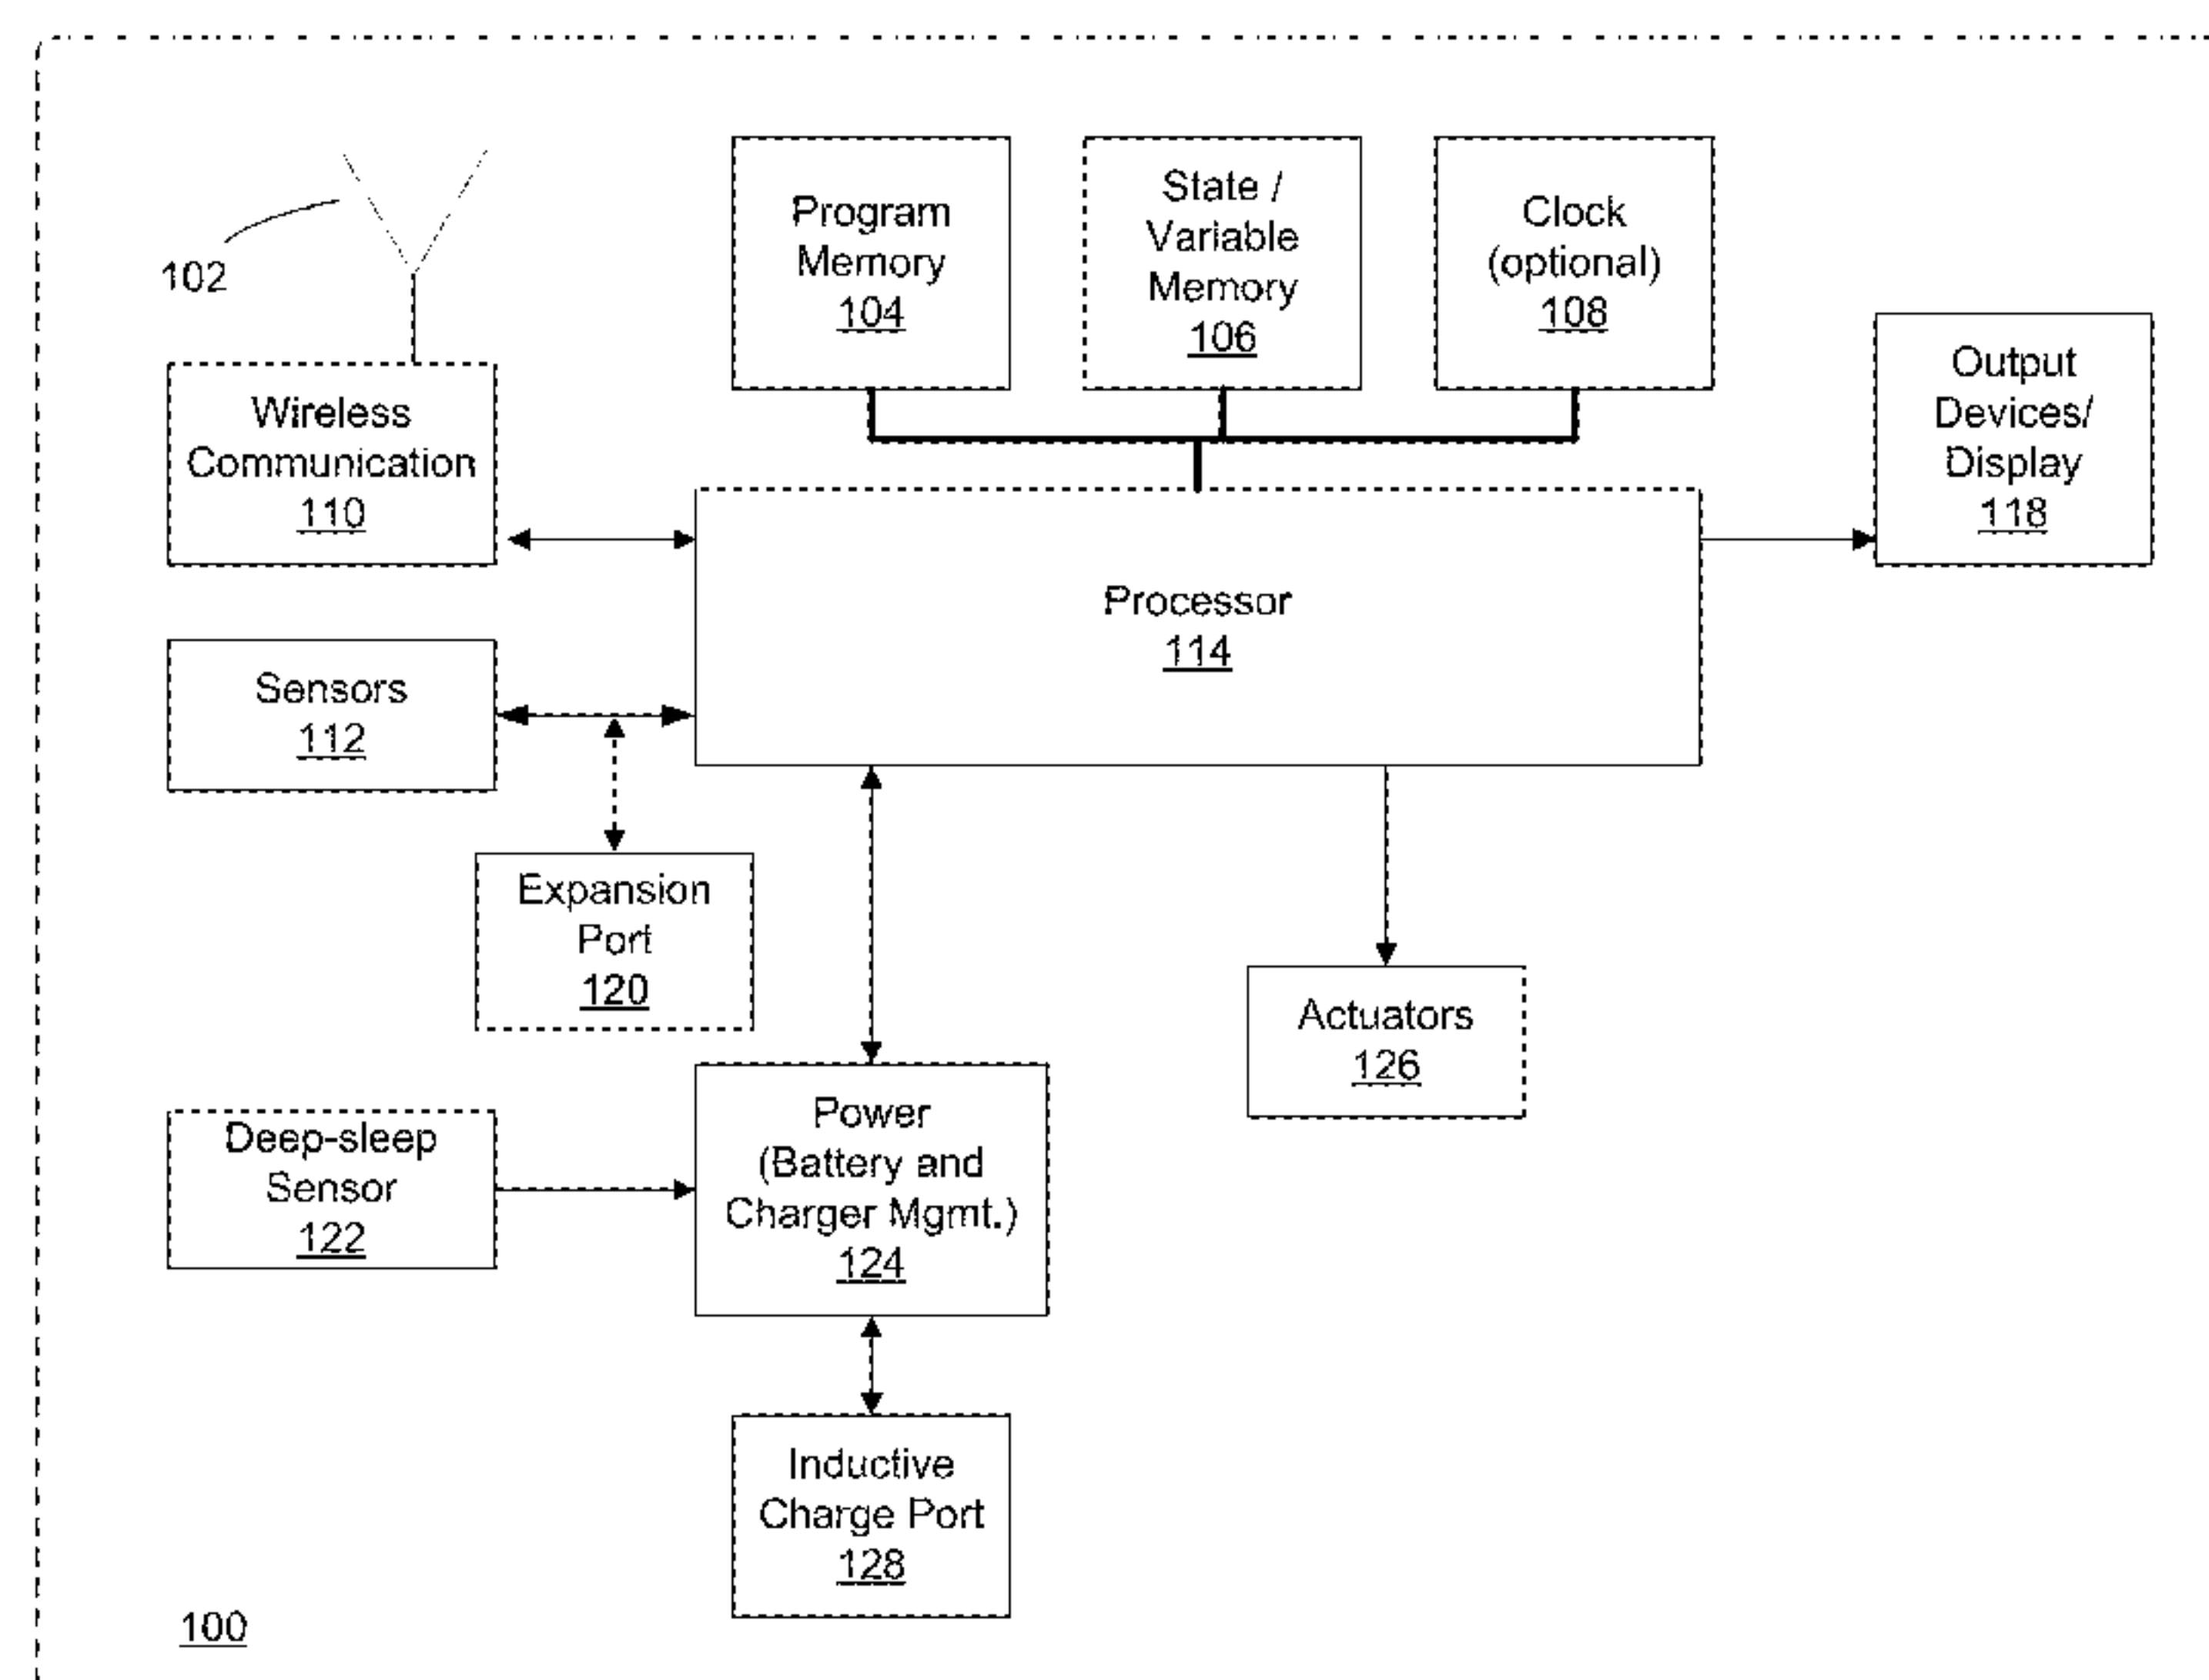 102
Program
Memory
104
State /
Variable
Memory
106
Clock
(optional)
108
Output
Devices/
Display
118
Wireless
Communication
110
Processor
114
Sensors
112
Expansion
Port
120
Actuators
126
Deep-sleep
Sensor
122
Power
(Battery and
Charger Mgmt.)
124
Inductive
Charge Port
128
100